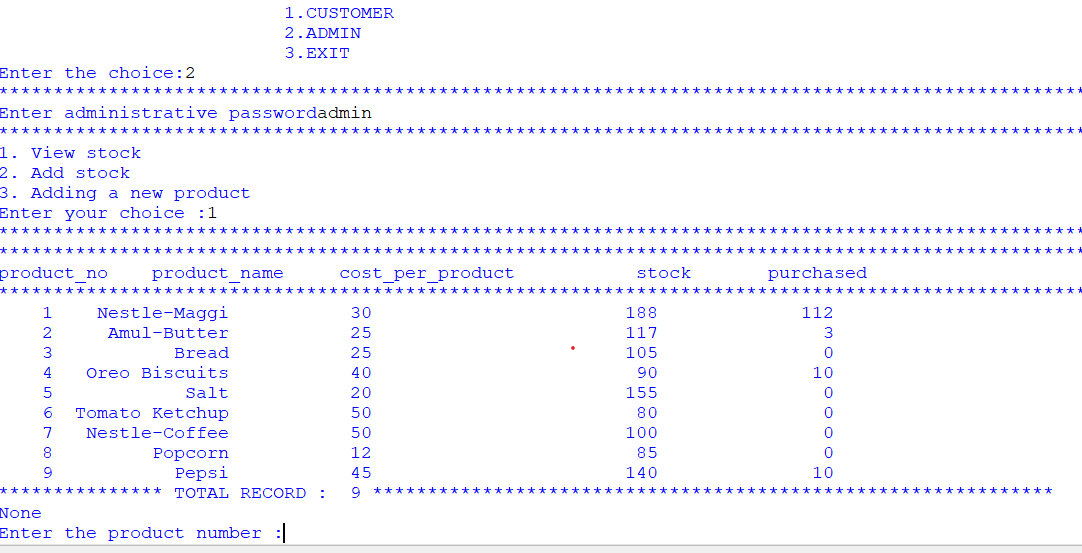 1.CUSTOMER
2.ADMIN
3.EXIT
Enter the choice:2
****************************************************************************************************
Enter administrative passwordadmin
****************************************************************************************************
1. View stock
2. Add stock
3. Adding a new product
Enter your choice :1
****************************************************************************************************
****************************************************************************************************
product_no    product_name     cost_per_product           stock       purchased
****************************************************************************************************
1    Nestle-Maggi           30                       188             112
2     Amul-Butter           25                       117               3
3           Bread           25                       105               0
4   Oreo Biscuits           40                        90              10
5            Salt           20                       155               0
6  Tomato Ketchup           50                        80               0
7   Nestle-Coffee           50                       100               0
8         Popcorn           12                        85               0
9           Pepsi           45                       140              10
*************** TOTAL RECORD :  9 **************************************************************
None
Enter the product number :